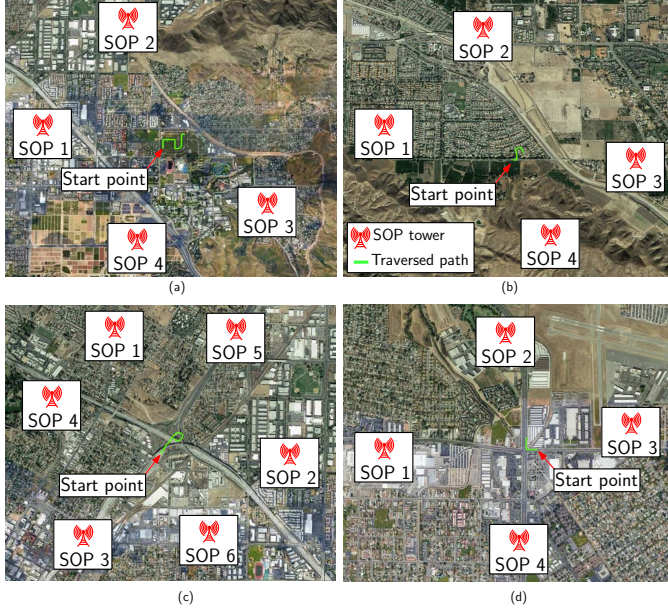 SOP 2
SOP 1
Start point
SOP 3
SOP 4
(a)
SOP 2
SOP 1
SOP 3
Start point
SOP tower
Traversed path
SOP 4
(b)
SOP 1
SOP 5
SOP 4
SOP 2
Start point
SOP 3
SOP 6
(c)
SOP 2
SOP 1
SOP 3
Start point
SOP 4
(d)